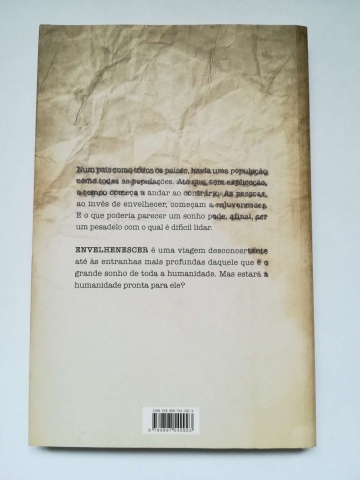 Num país como todos os países, havia uma população
como todas as populações. Até que, sem explicação,
o tempo começa a andar ao contrário. As pessoas,
ao invés de envelhecer, começam a rejuvenescer.
E o que poderia parecer um sonho pode, afinal, ser
um pesadelo com o qual é difícil lidar.
ENVELHENESCER é uma viagem desconcertante
até às entranhas mais profundas daquele que é o
grande sonho de toda a humanidade. Mas estará a
humanidade pronta para ele?